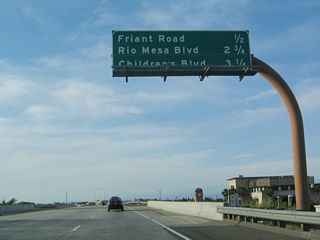 Friant Road 1/2
Rio Mesa Blvd 2 3/4
Children's Blvd 3 1/4